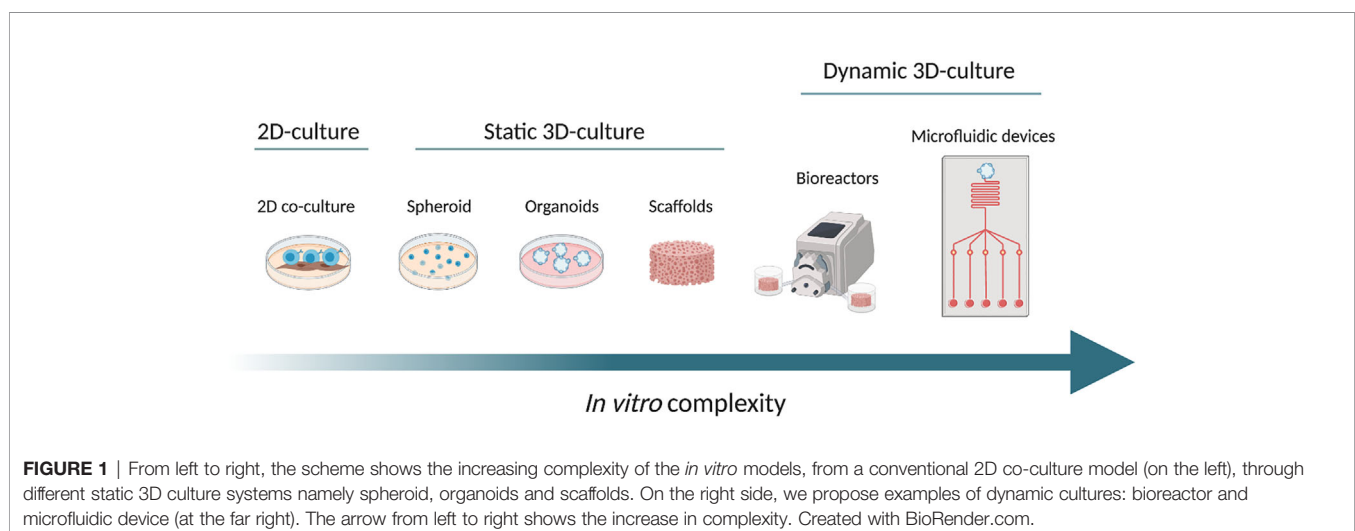 Dynamic 3D-culture
2D-culture
Static 3D-culture
Microfluidic devices
Bioreactors
2D co-culture
Spheroid
Organoids
Scaffolds
In vitro complexity
FIGURE 1 | From left to right, the scheme shows the increasing complexity of the in vitro models, from a conventional 2D co-culture model (on the left), through
different static 3D culture systems namely spheroid, organoids and scaffolds. On the right side, we propose examples of dynamic cultures: bioreactor and
microfluidic device (at the far right). The arrow from left to right shows the increase in complexity. Created with BioRender.com.